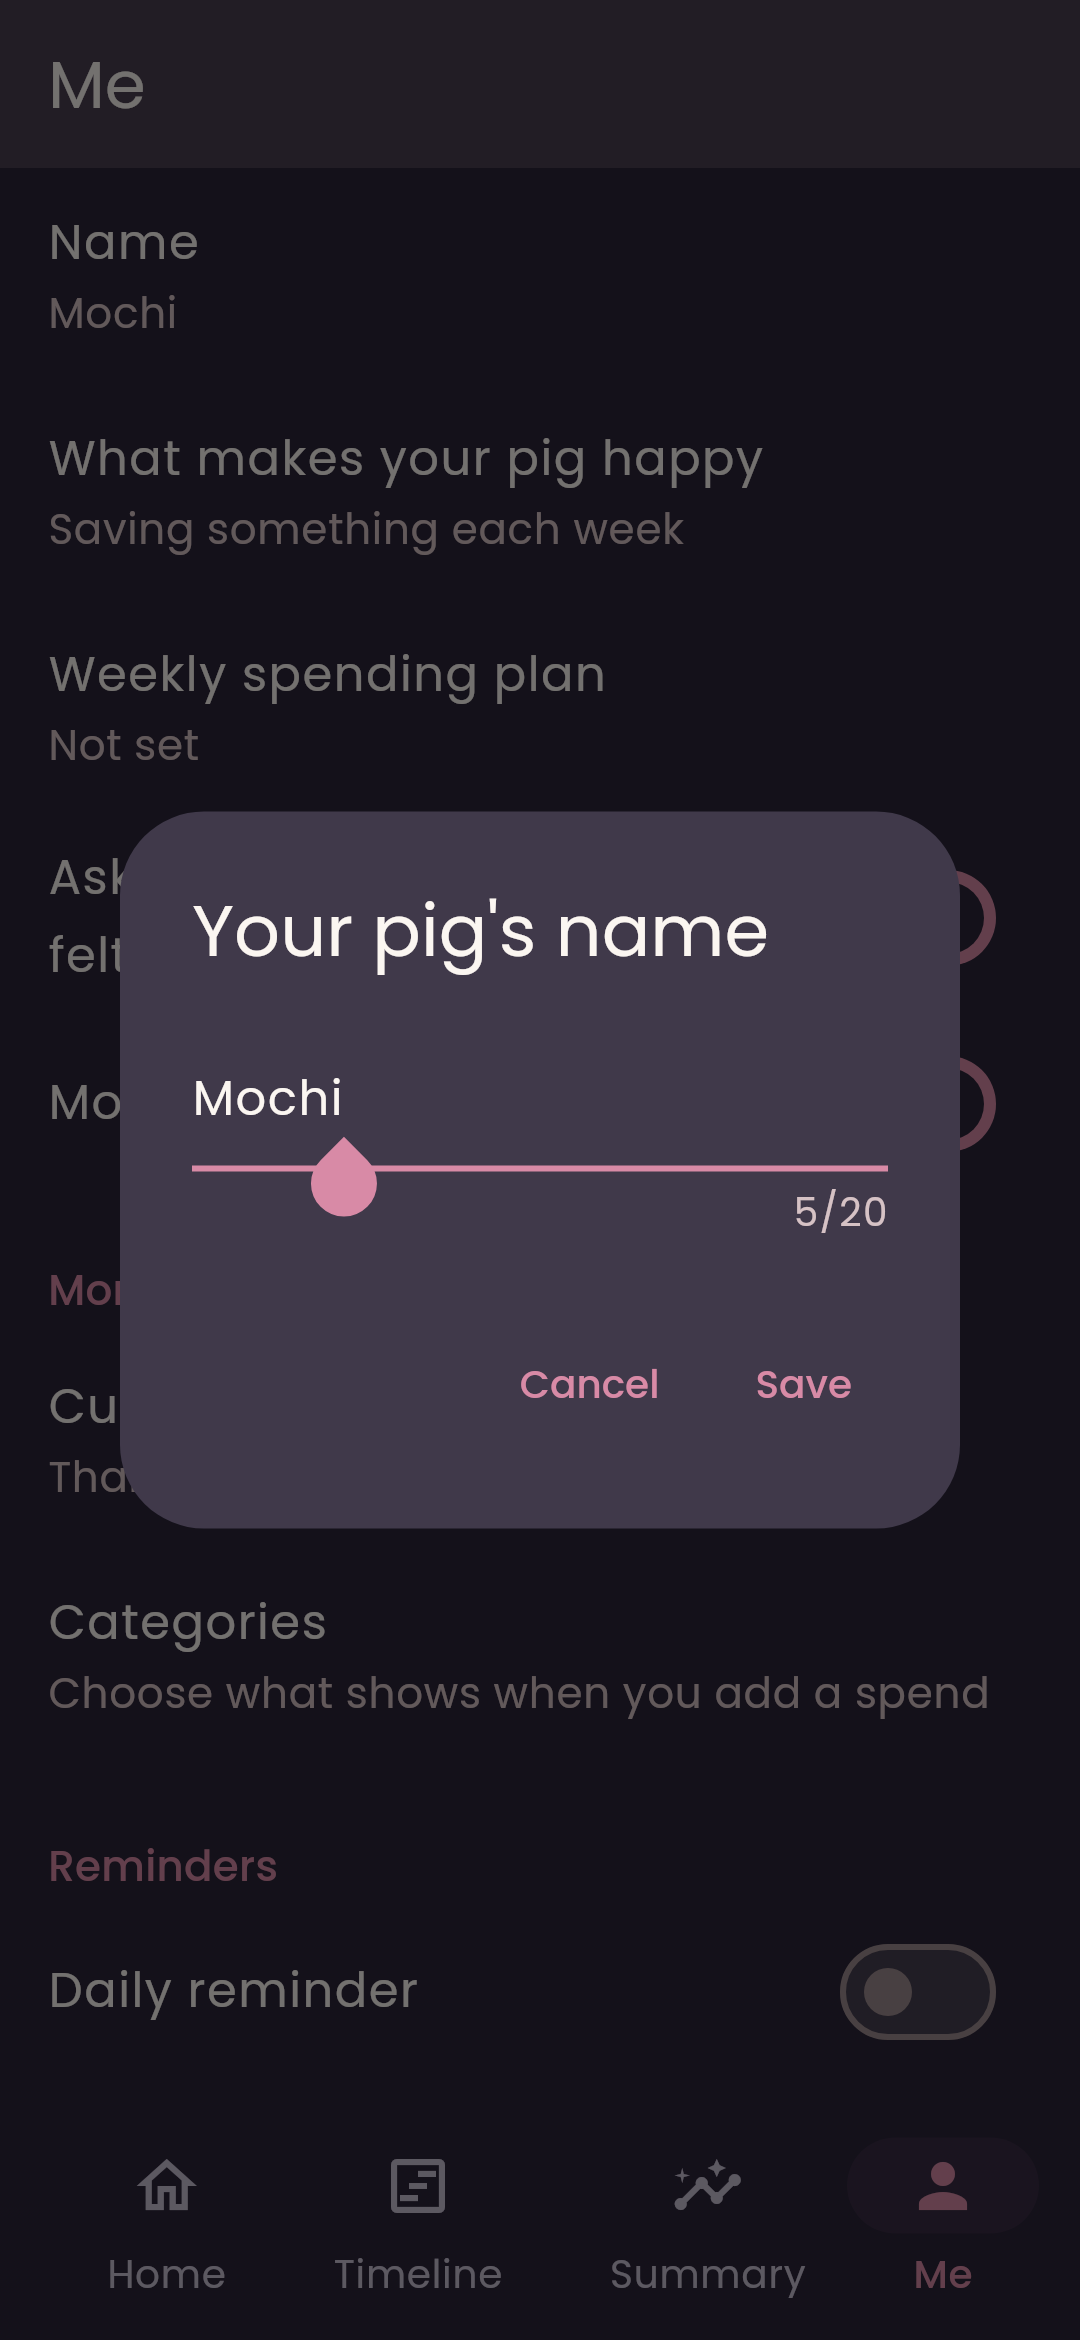 Me
Name
Mochi
What makes your pig happy
Saving something each week
Weekly spending plan
Not set
Your pig's name
Mochi
5/20
Cancel Save
felt
Categories
Choose what shows when you add a spend
Reminders
Daily reminder
Home Timeline Summary Me